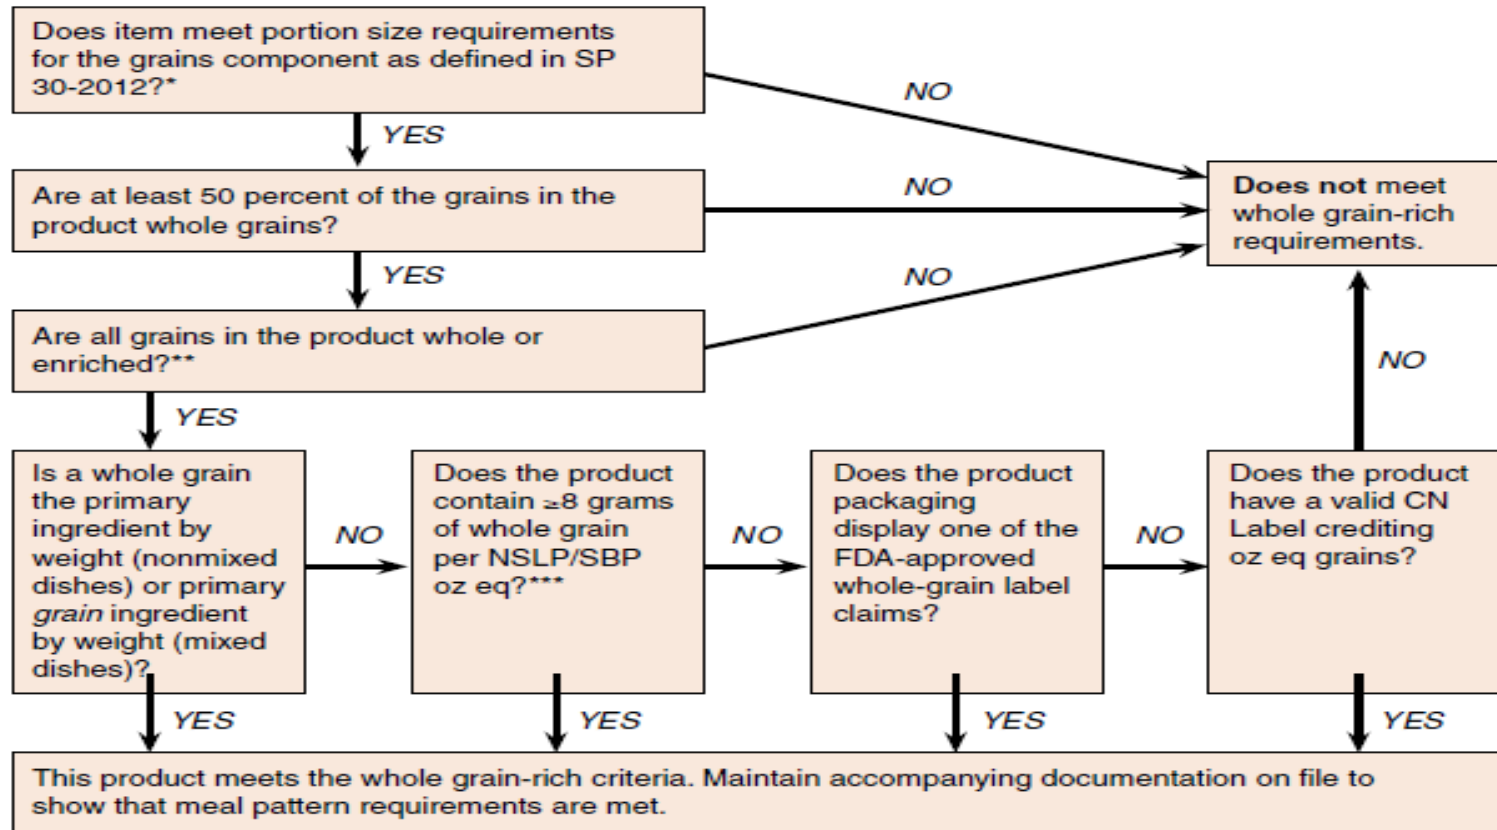 Does item meet portion size requirements
for the grains component as defined in SP
30-2012?*
NO
YES
Are at least 50 percent of the grains in the
product whole grains?
NO
Does not meet
whole grain-rich
requirements.
YES
NO
Are all grains in the product whole or
enriched?**
NO
YES
Is a whole grain
the primary
ingredient by
weight (nonmixed
dishes) or primary
grain ingredient
by weight (mixed
dishes)?
NO
Does the product
contain ≥8 grams
of whole grain
per NSLP/SBP
oz eq?***
NO
Does the product
packaging
display one of the
FDA-approved
whole-grain label
claims?
NO
Does the product
have a valid CN
Label crediting
oz eq grains?
YES
YES
YES
YES
This product meets the whole grain-rich criteria. Maintain accompanying documentation on file to
show that meal pattern requirements are met.